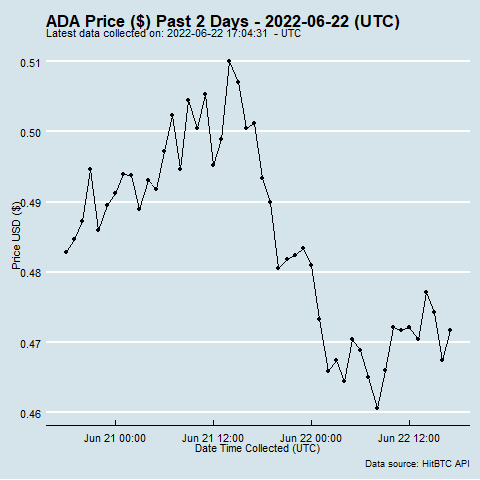 ADA Price ($) Past 2 Days - 2022-06-22 (UTC)
Latest data collected on: 2022-06-22 17:04:31  - UTC
0.51
0.50
0.49
0.48
0.47
0.46
Price USD ($)
Jun 21 00:00
Jun 21 12:00
Jun 22 00:00
Jun 22 12:00
Date Time Collected (UTC)
Data source: HitBTC API